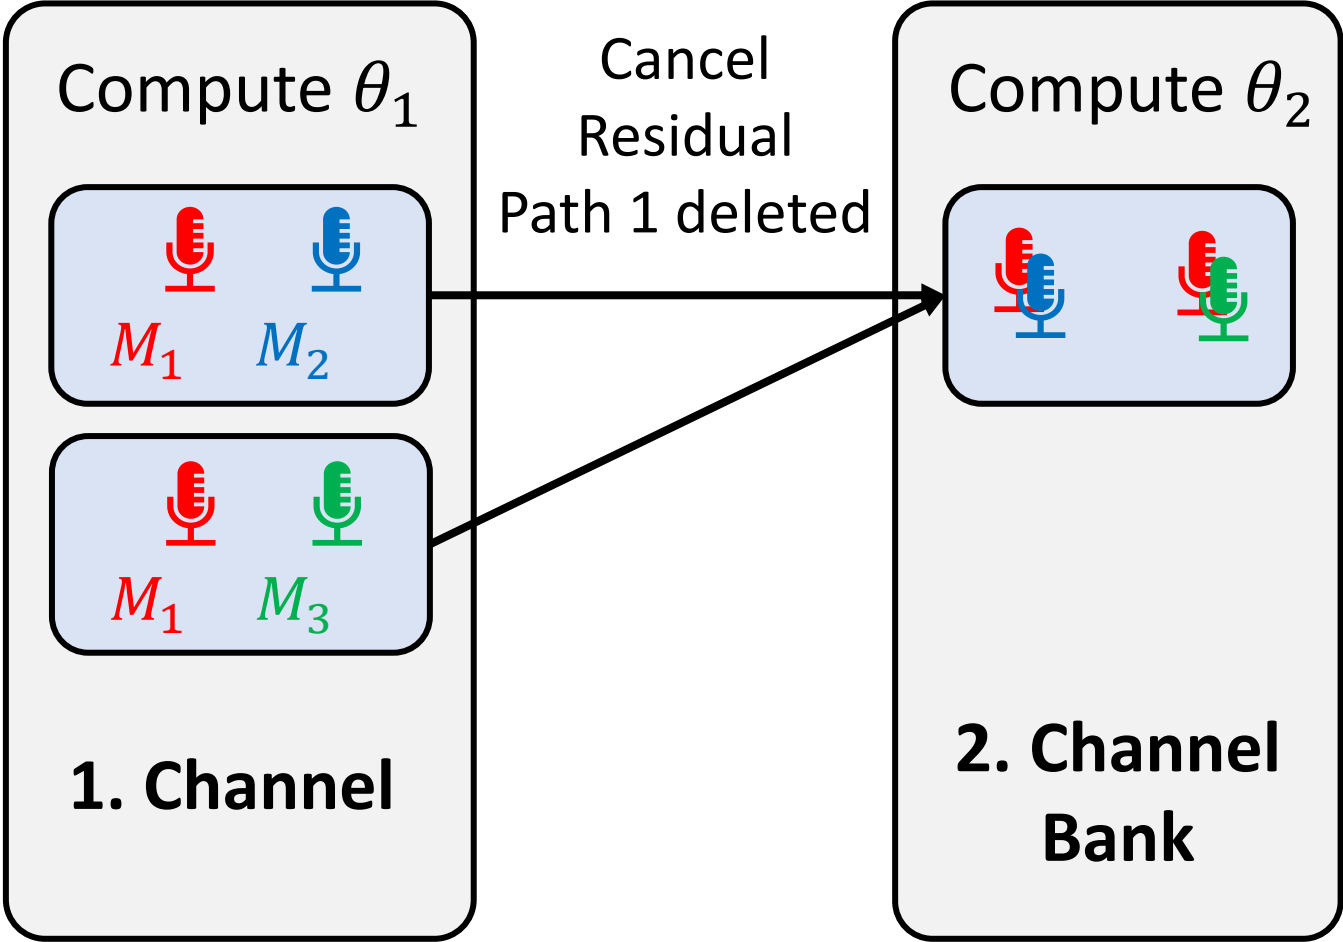 Compute θ₁
M₁ M₂
M₁ M₃
1. Channel
Cancel
Residual
Path 1 deleted
Compute θ₂
2. Channel
Bank